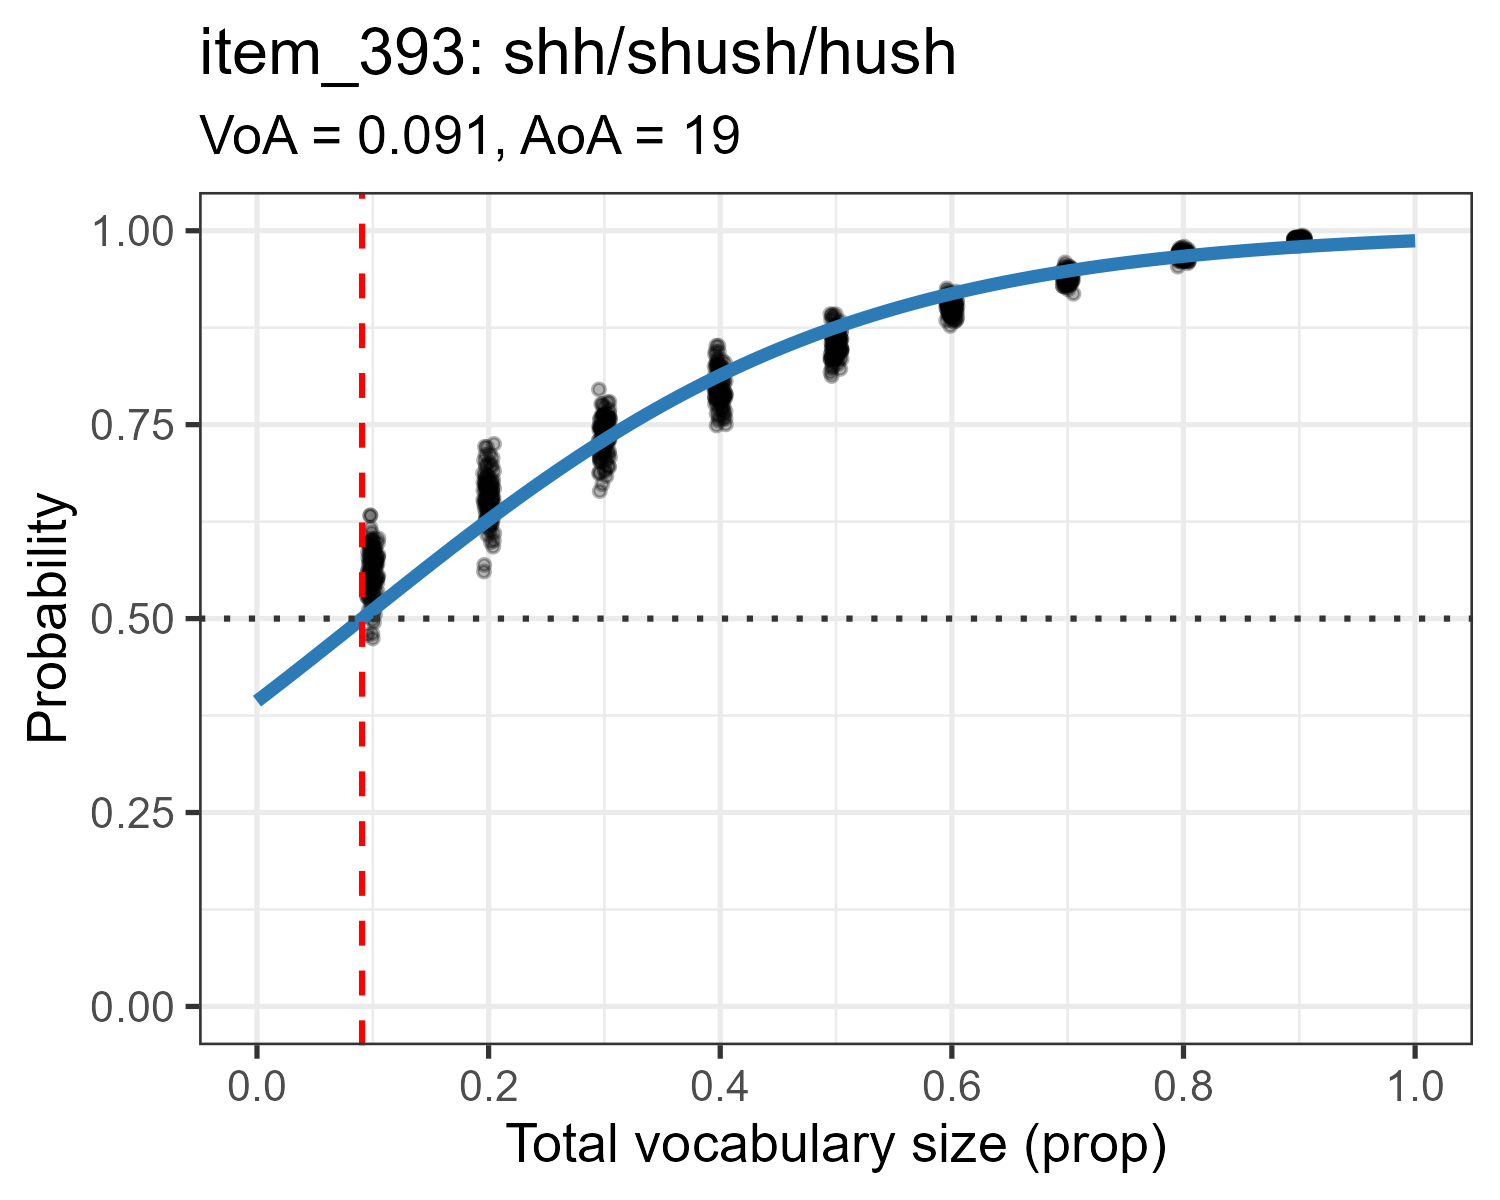 item_393: shh/shush/hush
VoA = 0.091, AoA = 19
Probability
1.00
0.75
0.50
0.25
0.00
0.0 0.2 0.4 0.6 0.8 1.0
Total vocabulary size (prop)